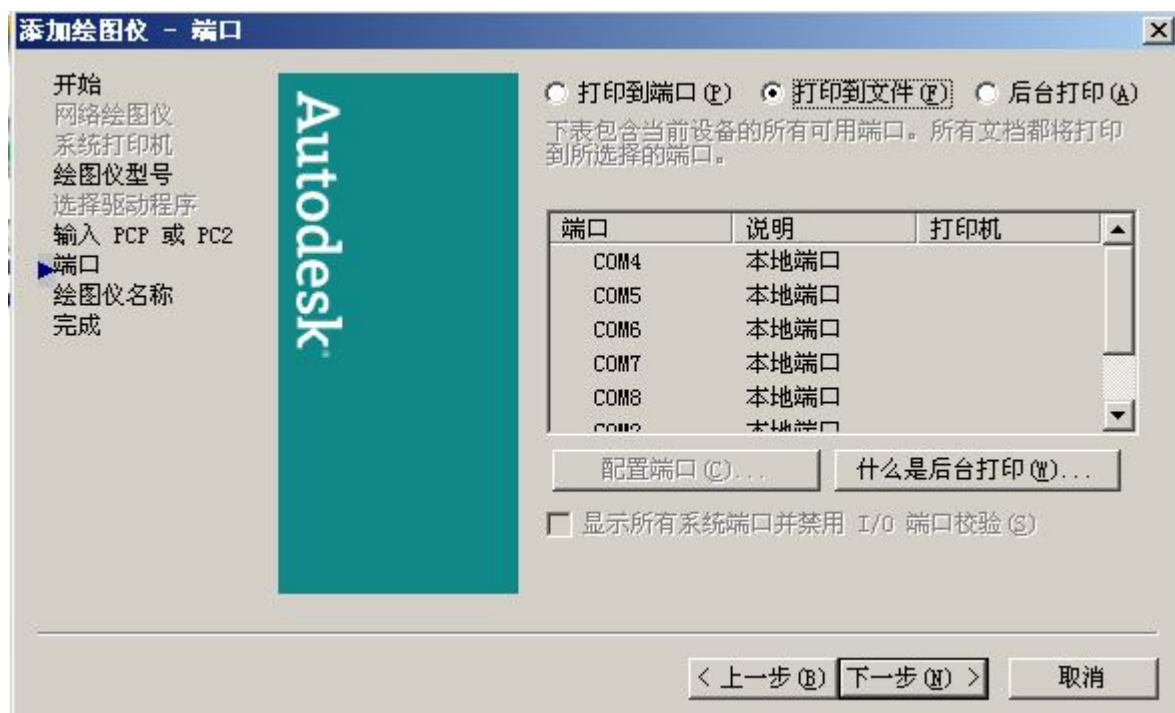 添加绘图仪 - 端口
开始
网络绘图仪
系统打印机
绘图仪型号
选择驱动程序
输入 PCP 或 PC2
端口
绘图仪名称
完成
Autodesk
打印到端口(P) 打印到文件(F) 后台打印(A)
下表包含当前设备的所有可用端口。所有文档都将打印
到所选择的端口。
端口 说明 打印机
COM4 本地端口
COM5 本地端口
COM6 本地端口
COM7 本地端口
COM8 本地端口
本地端口
配置端口(C)... 什么是后台打印(W)...
显示所有系统端口并禁用 I/O 端口校验(S)
< 上一步(B) 下一步(N) > 取消